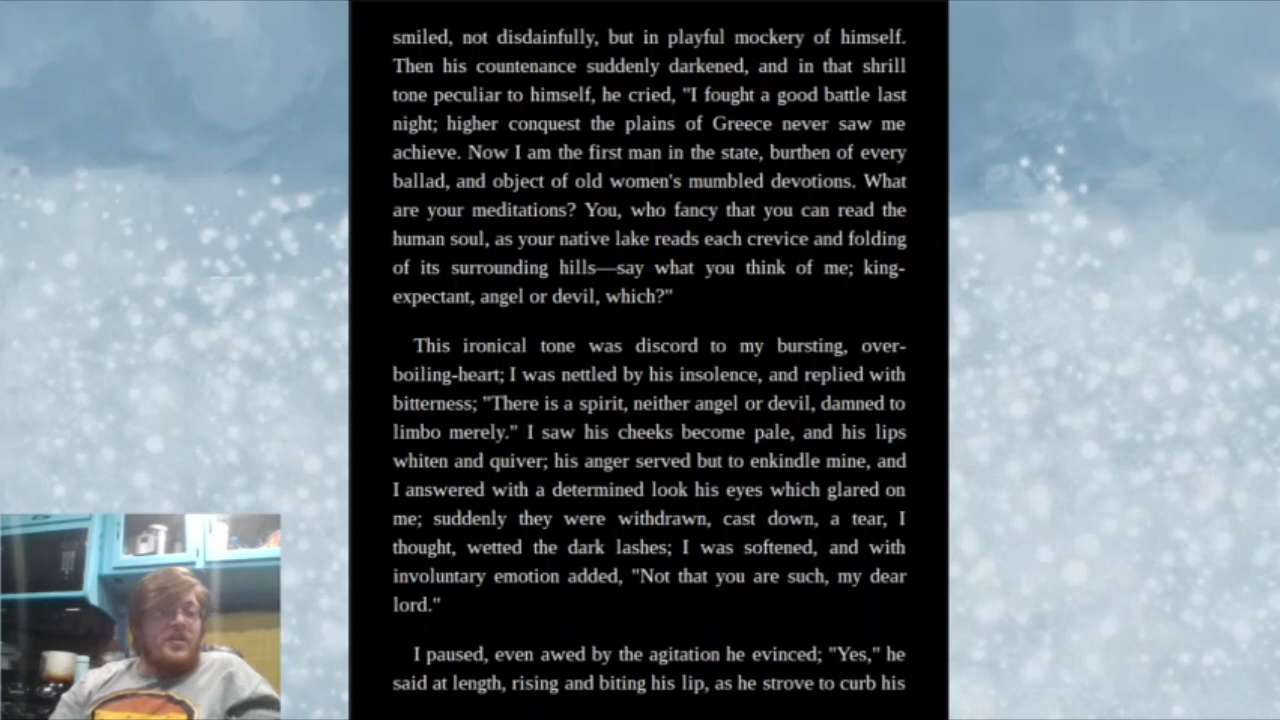 smiled, not disdainfully, but in playful mockery of himself.
Then his countenance suddenly darkened, and in that shrill
tone peculiar to himself, he cried, "I fought a good battle last
night; higher conquest the plains of Greece never saw me
achieve. Now I am the first man in the state, burthen of every
ballad, and object of old women's mumbled devotions. What
are your meditations? You, who fancy that you can read the
human soul, as your native lake reads each crevice and folding
of its surrounding hills—say what you think of me; king-
expectant, angel or devil, which?"
This ironical tone was discord to my bursting, over-
boiling-heart; I was nettled by his insolence, and replied with
bitterness; "There is a spirit, neither angel or devil, damned to
limbo merely." I saw his cheeks become pale, and his lips
whiten and quiver; his anger served but to enkindle mine, and
I answered with a determined look his eyes which glared on
me; suddenly they were withdrawn, cast down, a tear, I
thought, wetted the dark lashes; I was softened, and with
involuntary emotion added, "Not that you are such, my dear
lord."
I paused, even awed by the agitation he evinced; "Yes," he
said at length, rising and biting his lip, as he strove to curb his